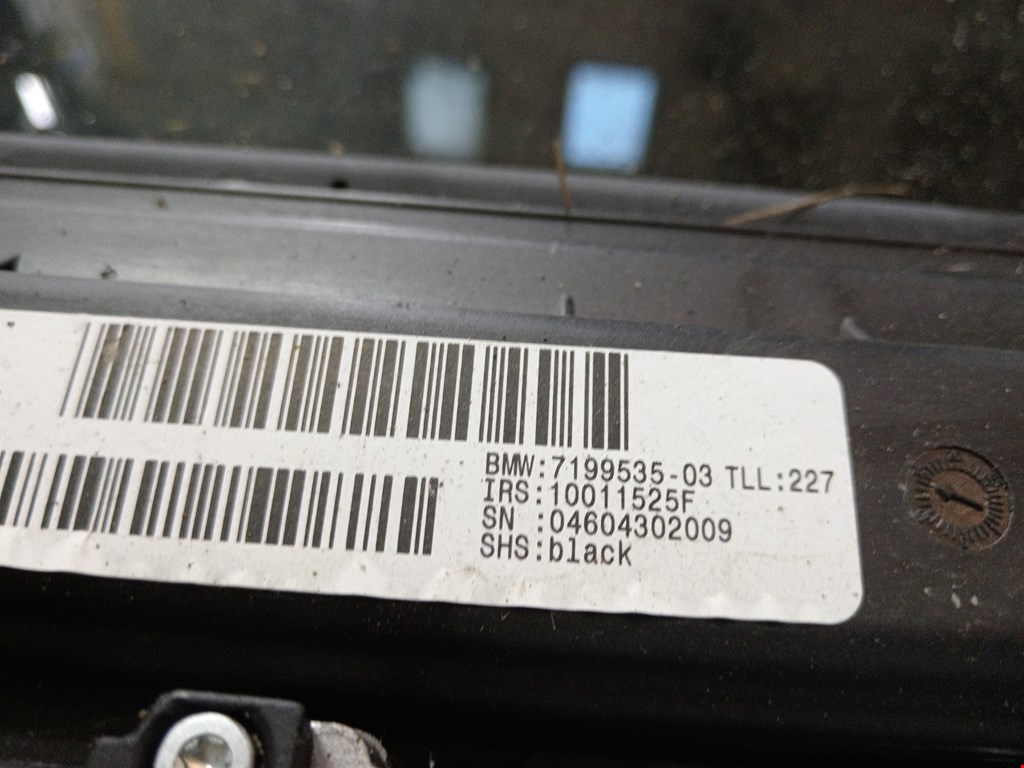 BMW:7199535-03 TLL:227
IRS:10011525F
SN :04604302009
SHS:black